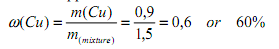 ω(Cu) = m(Cu) / m(mixture) = 0,9 / 1,5 = 0,6 or 60%